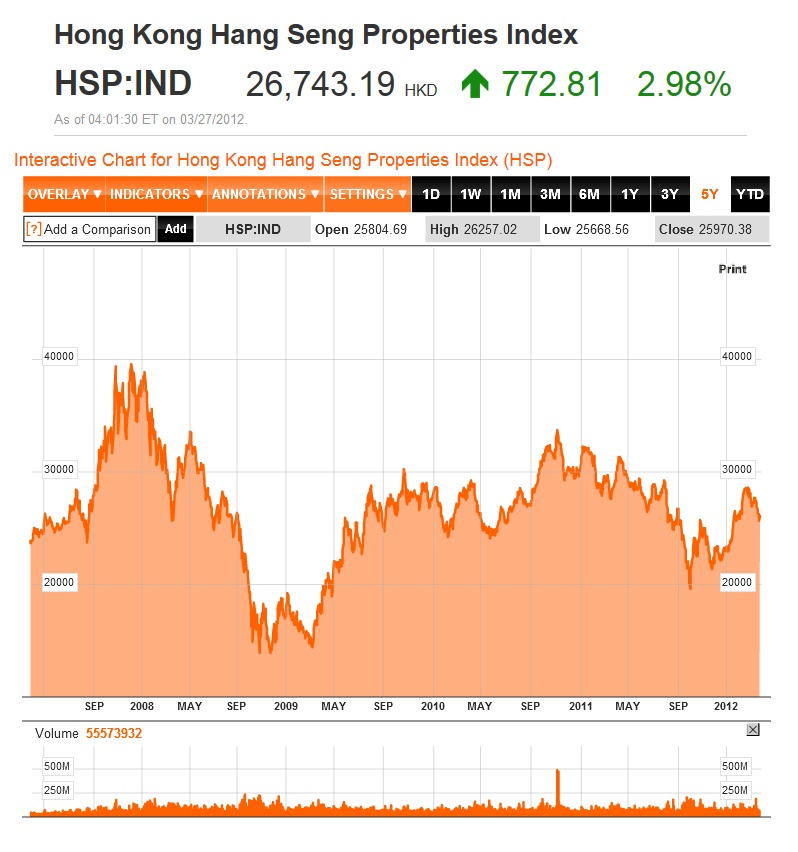 Hong Kong Hang Seng Properties Index
HSP:IND 26,743.19 HKD 772.81 2.98%
As of 04:01:30 ET on 03/27/2012.
Interactive Chart for Hong Kong Hang Seng Properties Index (HSP)
OVERLAY ▼ INDICATORS ▼ ANNOTATIONS ▼ SETTINGS ▼ 1D 1W 1M 3M 6M 1Y 3Y 5Y YTD
[?] Add a Comparison Add HSP:IND Open 25804.69 High 26257.02 Low 25668.56 Close 25970.38
Print
40000 40000
30000 30000
20000 20000
SEP 2008 MAY SEP 2009 MAY SEP 2010 MAY SEP 2011 MAY SEP 2012
Volume 55573932
500M 500M
250M 250M